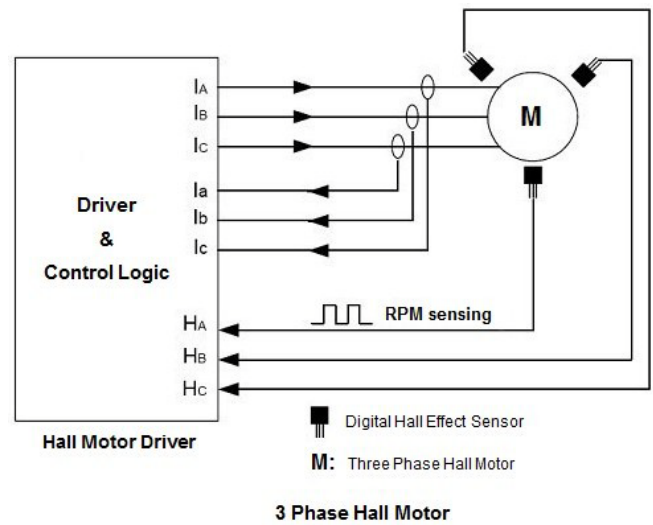 IA
IB
IC
Ia
Ib
Ic
Driver
&
Control Logic
HA
HB
HC
M
RPM sensing
Hall Motor Driver
Digital Hall Effect Sensor
M: Three Phase Hall Motor
3 Phase Hall Motor